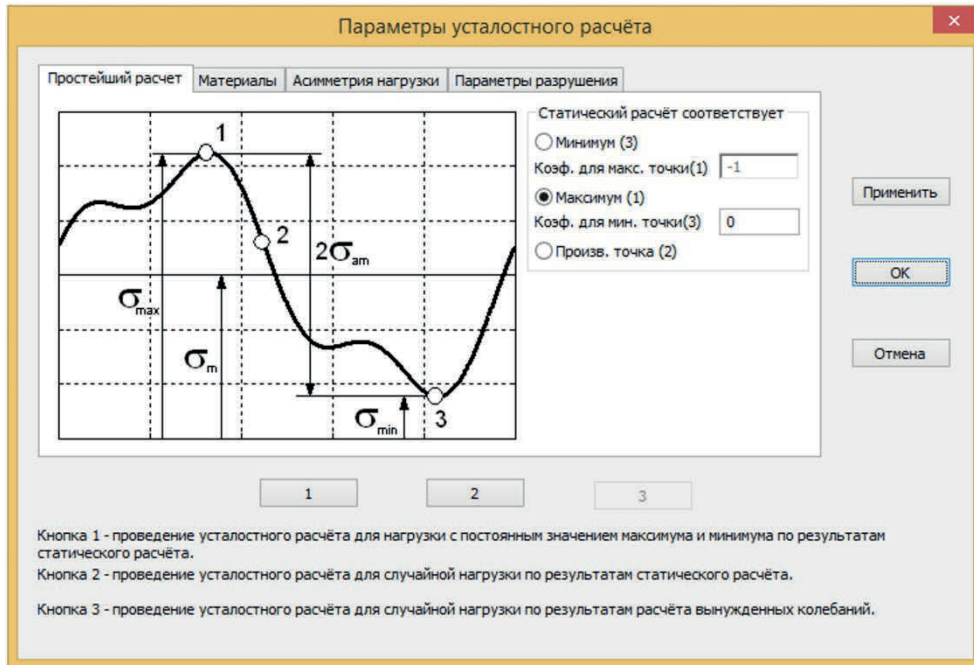 Параметры усталостного расчёта
Простейший расчет
Материалы
Асимметрия нагрузки
Параметры разрушения
1
2
2σam
σmax
σm
σmin
3
Статический расчёт соответствует
Минимум (3)
Коэф. для макс. точки(1) -1
Максимум (1)
Коэф. для мин. точки(3) 0
Произв. точка (2)
Применить
ОК
Отмена
1
2
3
Кнопка 1 - проведение усталостного расчёта для нагрузки с постоянным значением максимума и минимума по результатам
статического расчёта.
Кнопка 2 - проведение усталостного расчёта для случайной нагрузки по результатам статического расчёта.
Кнопка 3 - проведение усталостного расчёта для случайной нагрузки по результатам расчёта вынужденных колебаний.